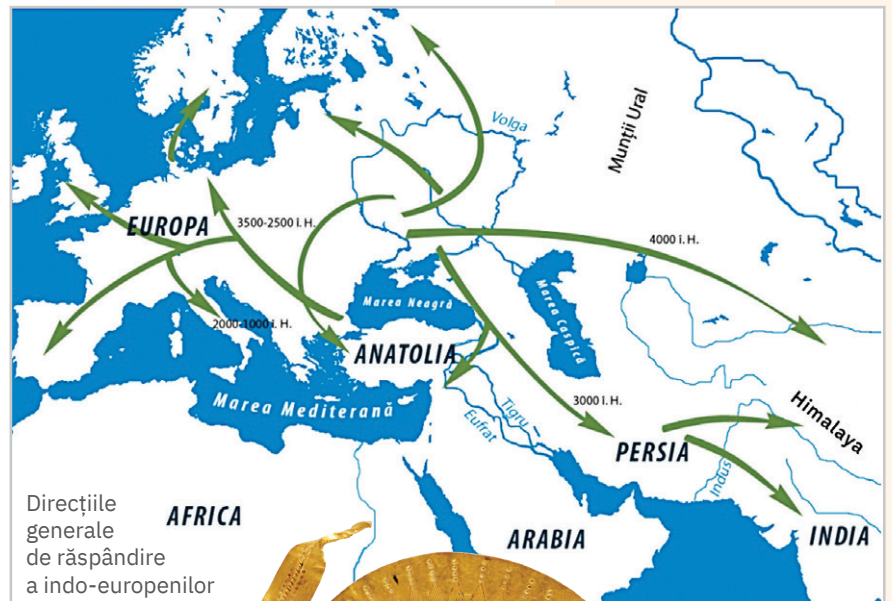 Volga
Munții Ural
EUROPA
3500-2500 î. H.
4000 î. H.
Marea Neagră
Marea Caspică
2000-1000 î. H.
ANATOLIA
Marea Mediterană
3000 î. H.
Himalaya
Tigru
Eufrat
PERSIA
Indus
AFRICA
ARABIA
INDIA
Direcțiile
generale
de răspândire
a indo-europenilor